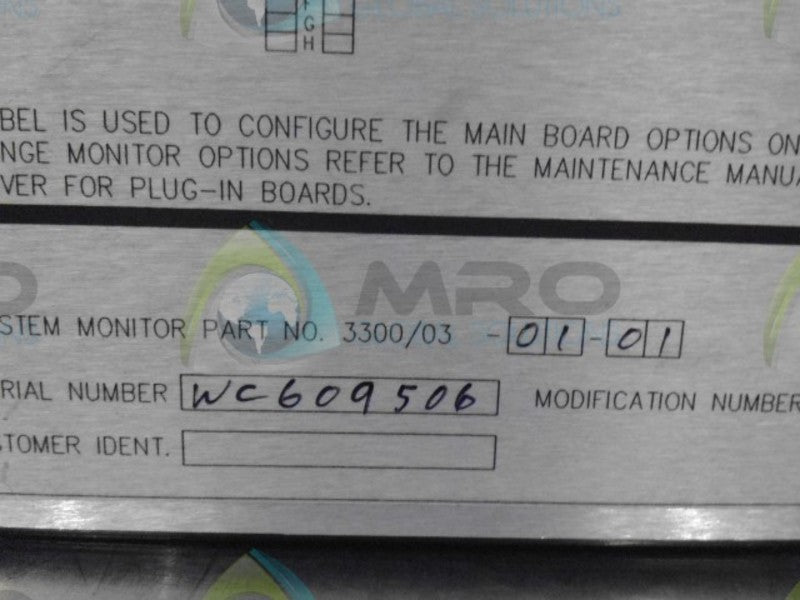 F
G
H
BEL IS USED TO CONFIGURE THE MAIN BOARD OPTIONS ON
NGE MONITOR OPTIONS REFER TO THE MAINTENANCE MANUA
VER FOR PLUG-IN BOARDS.
MRO
STEM MONITOR PART NO. 3300/03 - 01-01
RIAL NUMBER WC609506 MODIFICATION NUMBER
STOMER IDENT.